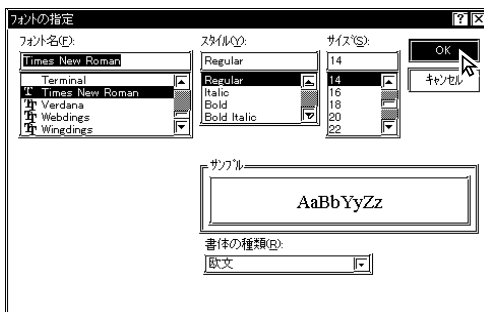 フォントの指定
フォント名(F):
Times New Roman
Terminal
Times New Roman
Verdana
Webdings
Wingdings
スタイル(Y):
Regular
Regular
Italic
Bold
Bold Italic
サイズ(S):
14
14
16
18
20
22
OK
キャンセル
サンプル
AaBbYyZz
書体の種類(R):
欧文